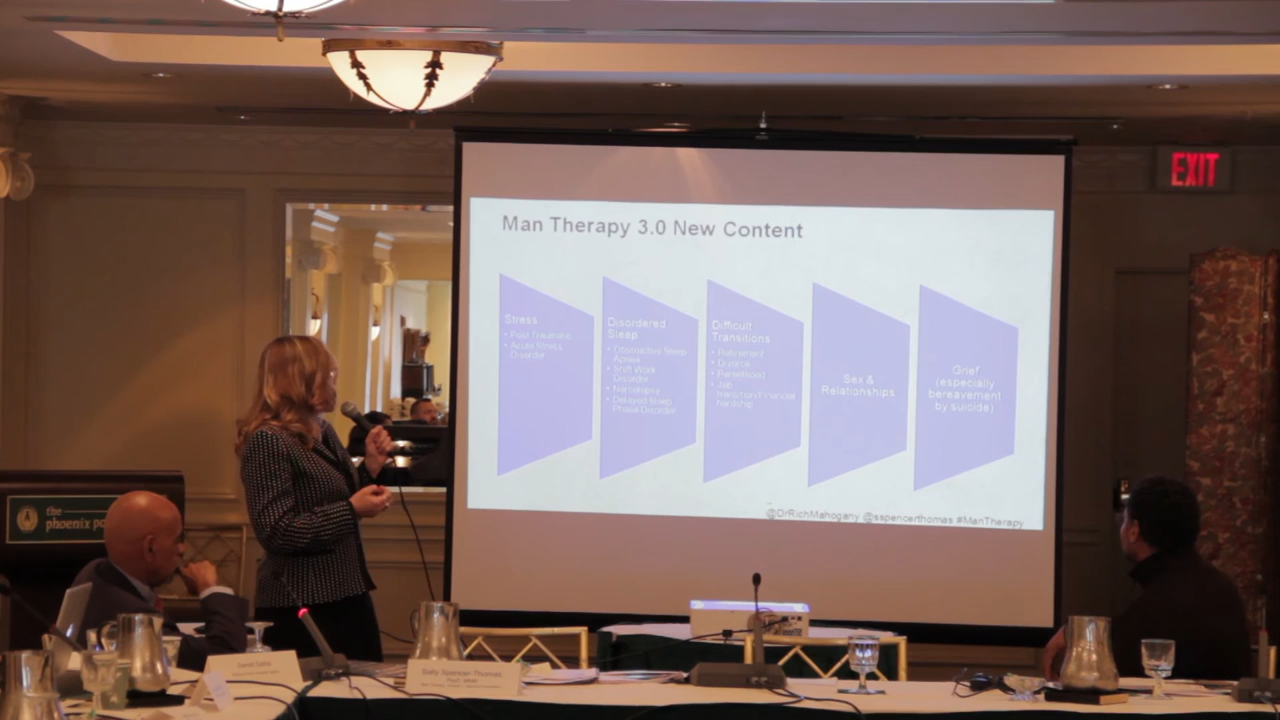 EXIT
Man Therapy 3.0 New Content
Stress
• Post Traumatic
• Acute Stress
Disorder
Disordered
Sleep
• Obstructive Sleep
Apnea
• Shift Work
Disorder
• Narcolepsy
• Delayed Sleep
Phase Disorder
Difficult
Transitions
• Retirement
• Divorce
• Parenthood
• Job
Transition/Financial
hardship
Sex &
Relationships
Grief
(especially
bereavement
by suicide)
@DrRichMahogany @sspencerthomas #ManTherapy
the
phoenix
Sally Spencer-Thomas